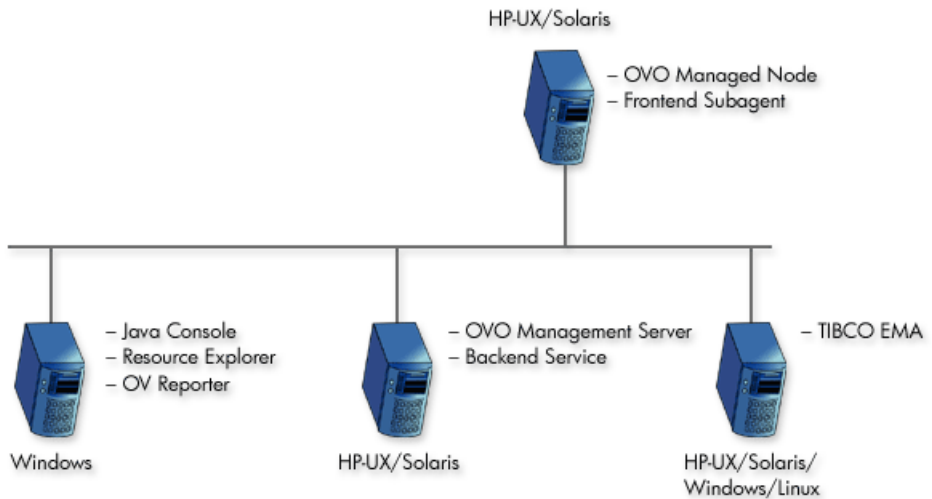 HP-UX/Solaris
– OVO Managed Node
– Frontend Subagent
– Java Console
– Resource Explorer
– OV Reporter
Windows
– OVO Management Server
– Backend Service
HP-UX/Solaris
– TIBCO EMA
HP-UX/Solaris/
Windows/Linux